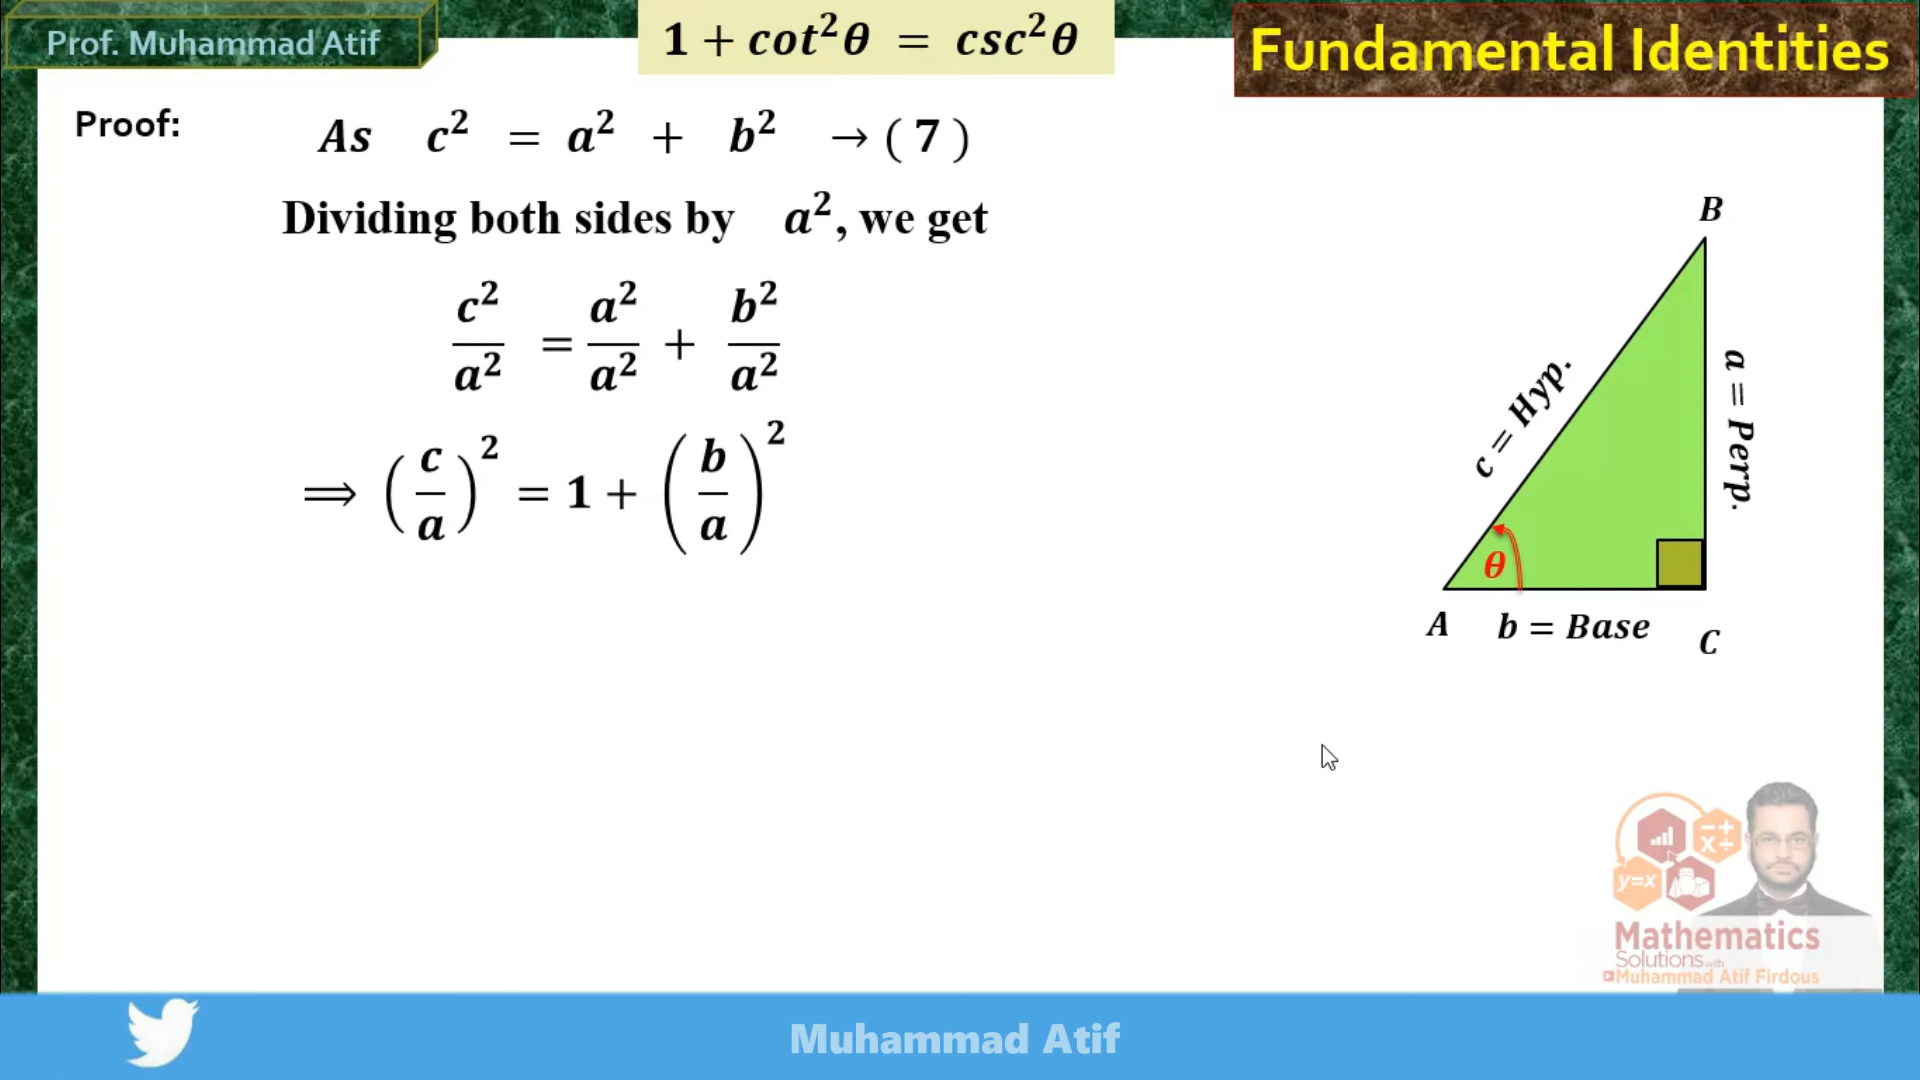 Prof. Muhammad Atif
1 + cot²θ = csc²θ
Fundamental Identities
Proof:
As c² = a² + b² → ( 7 )
Dividing both sides by a², we get
c²/a² = a²/a² + b²/a²
⟹ (c/a)² = 1 + (b/a)²
B
c = Hyp.
a = Perp.
θ
A b = Base C
−+
x÷
y=x
Mathematics
Solutions with
Muhammad Atif Firdous
Muhammad Atif